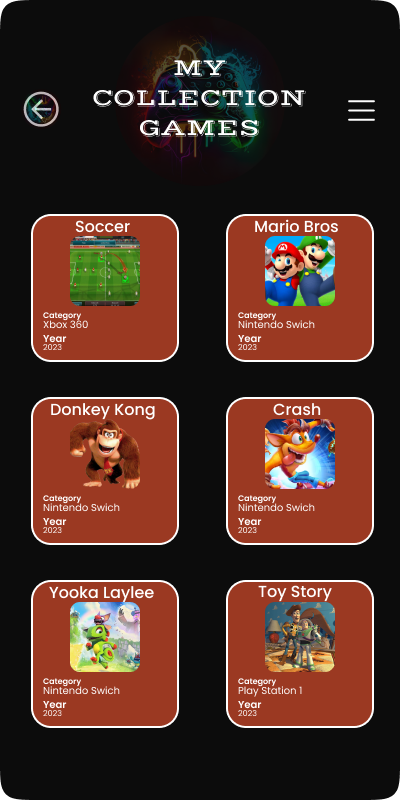 MY
COLLECTION
GAMES
Soccer
Category
Xbox 360
Year
2023
Mario Bros
Category
Nintendo Swich
Year
2023
Donkey Kong
Category
Nintendo Swich
Year
2023
Crash
Category
Nintendo Swich
Year
2023
Yooka Laylee
Category
Nintendo Swich
Year
2023
Toy Story
Category
Play Station 1
Year
2023